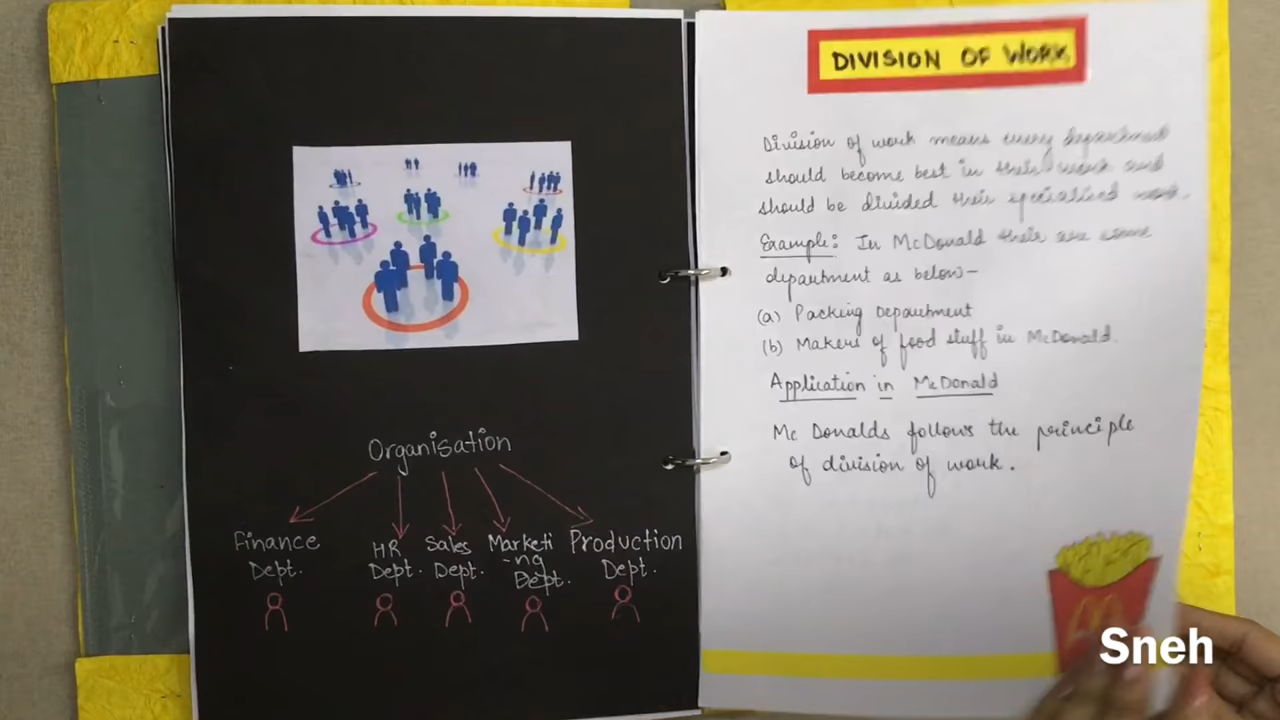 Organisation
Finance Dept.
HR Dept.
Sales Dept.
Marketi-ng Dept.
Production Dept.
DIVISION OF WORK
Division of work means every department
should become best in their work and
should be divided their specialised work.
Example: In McDonald their are some
department as below-
(a) Packing Department
(b) Makers of food stuff in McDonald.
Application in McDonald
Mc Donalds follows the principle
of division of work.
Sneh